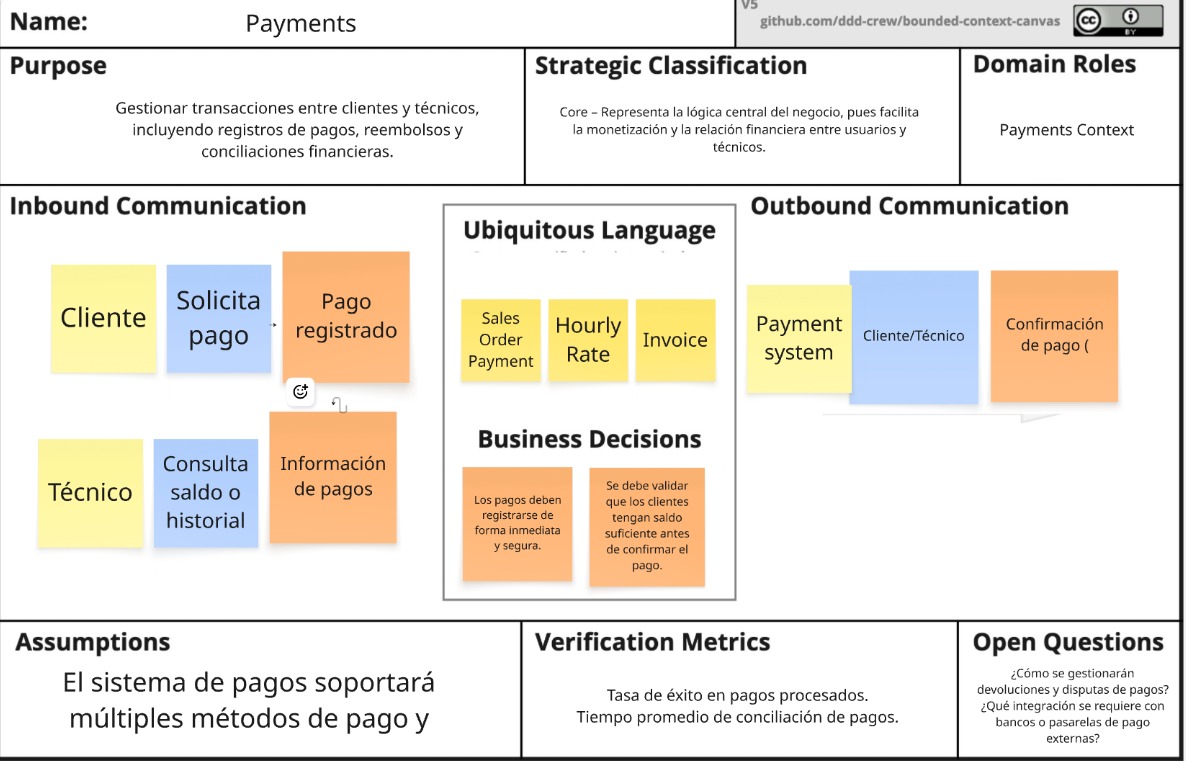 V5
Name:
Payments
github.com/ddd-crew/bounded-context-canvas
cc
BY
Purpose
Gestionar transacciones entre clientes y técnicos,
incluyendo registros de pagos, reembolsos y
conciliaciones financieras.
Strategic Classification
Core – Representa la lógica central del negocio, pues facilita
la monetización y la relación financiera entre usuarios y
técnicos.
Domain Roles
Payments Context
Inbound Communication
Cliente
Solicita
pago
Pago
registrado
Técnico
Consulta
saldo o
historial
Información
de pagos
Ubiquitous Language
Sales
Order
Payment
Hourly
Rate
Invoice
Business Decisions
Los pagos deben
registrarse de
forma inmediata
y segura.
Se debe validar
que los clientes
tengan saldo
suficiente antes
de confirmar el
pago.
Outbound Communication
Payment
system
Cliente/Técnico
Confirmación
de pago (
Assumptions
El sistema de pagos soportará
múltiples métodos de pago y
Verification Metrics
Tasa de éxito en pagos procesados.
Tiempo promedio de conciliación de pagos.
Open Questions
¿Cómo se gestionarán
devoluciones y disputas de pagos?
¿Qué integración se requiere con
bancos o pasarelas de pago
externas?